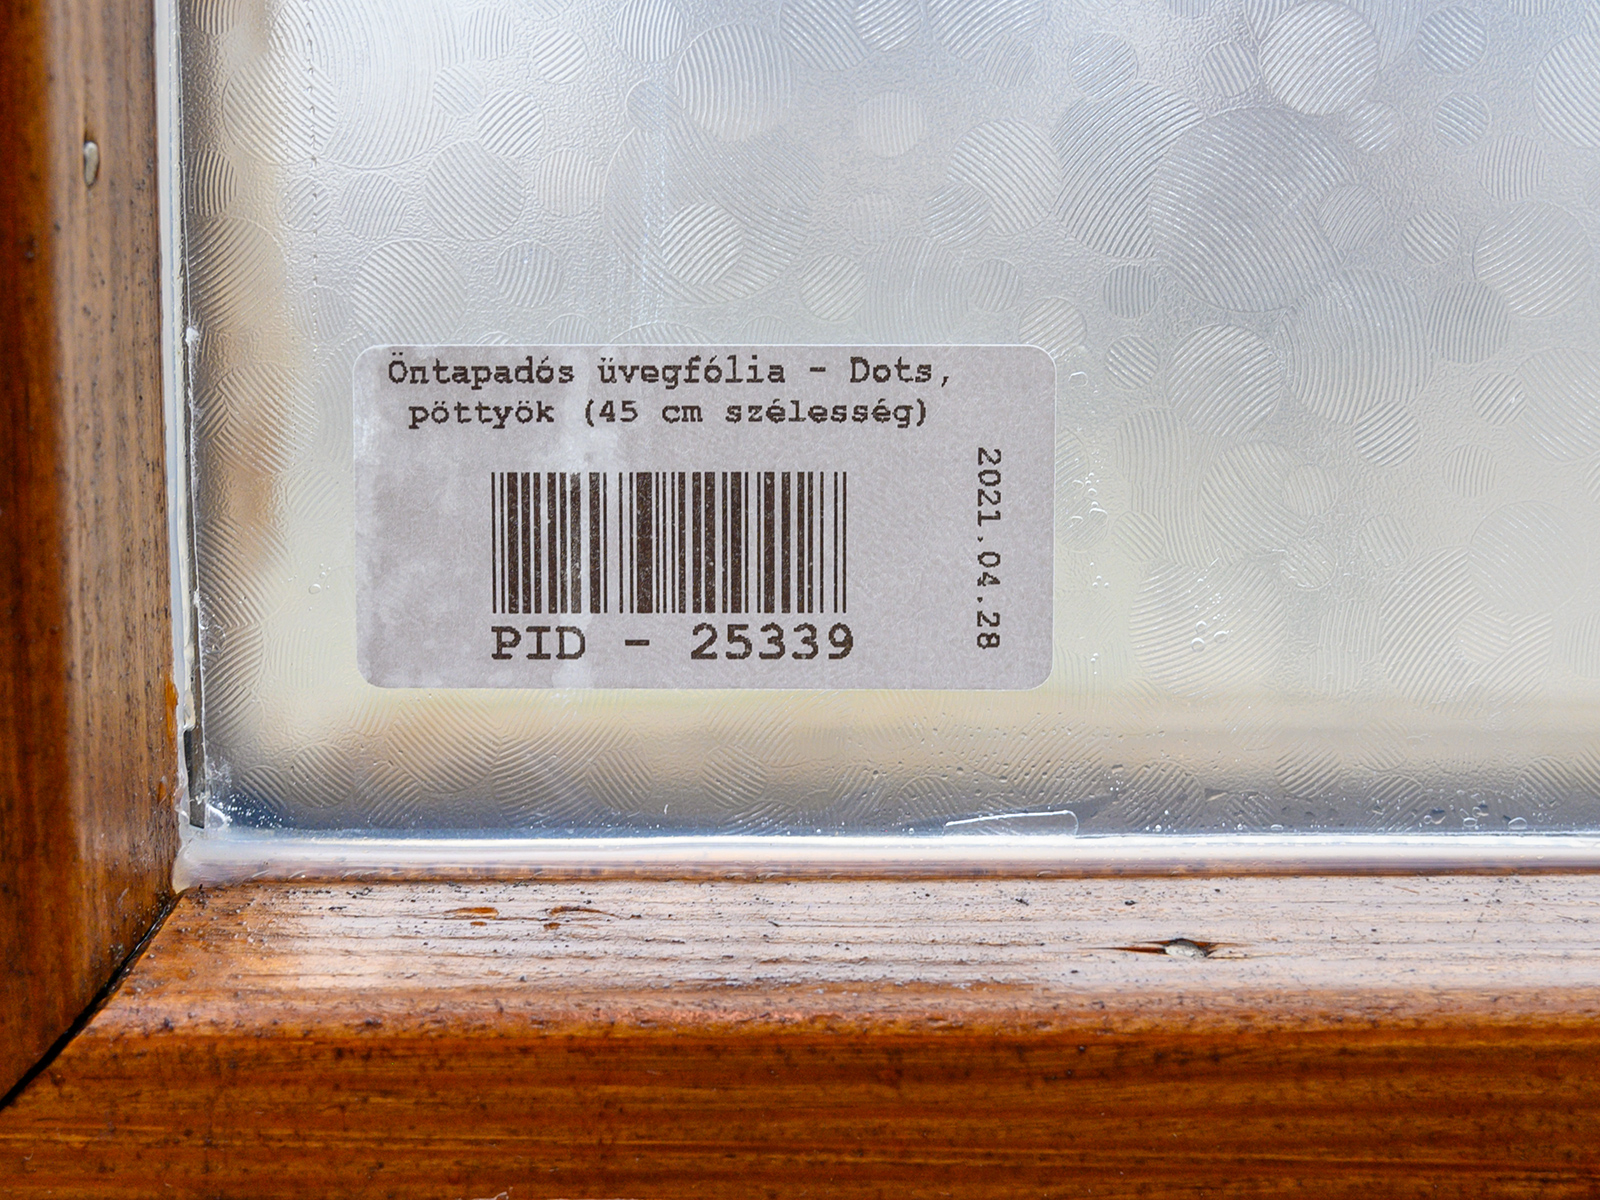 Öntapadós üvegfólia - Dots,
pöttyök (45 cm szélesség)
PID - 25339
2021.04.28